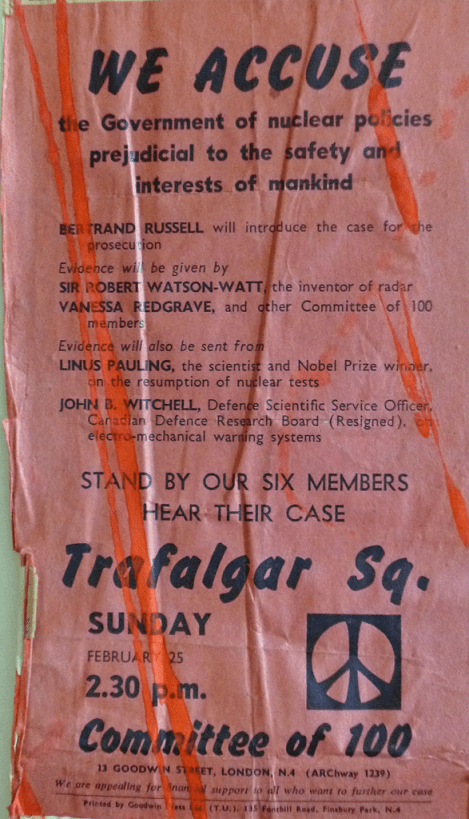 WE ACCUSE
the Government of nuclear policies
prejudicial to the safety and
interests of mankind
BERTRAND RUSSELL will introduce the case for the
prosecution
Evidence will be given by
SIR ROBERT WATSON-WATT, the inventor of radar
VANESSA REDGRAVE, and other Committee of 100
members
Evidence will also be sent from
LINUS PAULING, the scientist and Nobel Prize winner,
on the resumption of nuclear tests
JOHN B. WITCHELL, Defence Scientific Service Officer,
Canadian Defence Research Board (Resigned), on
electro-mechanical warning systems
STAND BY OUR SIX MEMBERS
HEAR THEIR CASE
Trafalgar Sq.
SUNDAY
FEBRUARY 25
2.30 p.m.
Committee of 100
13 GOODWIN STREET, LONDON, N.4 (ARChway 1239)
We are appealing for financial support to all who want to further our case
Printed by Goodwin Press Ltd. (T.U.), 135 Fonthill Road, Finsbury Park, N.4